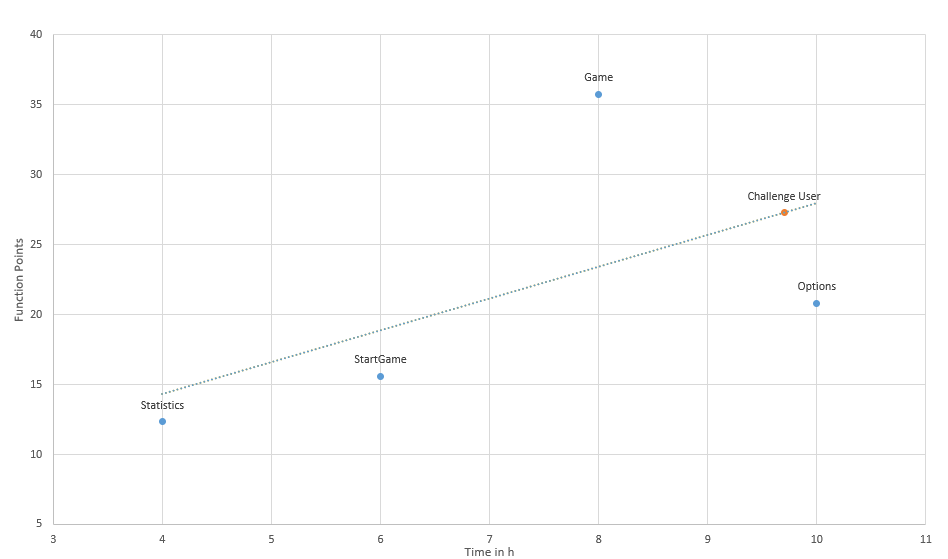 40
35
30
25
20
15
10
5
Function Points
Game
Challenge User
Options
StartGame
Statistics
3 4 5 6 7 8 9 10 11
Time in h